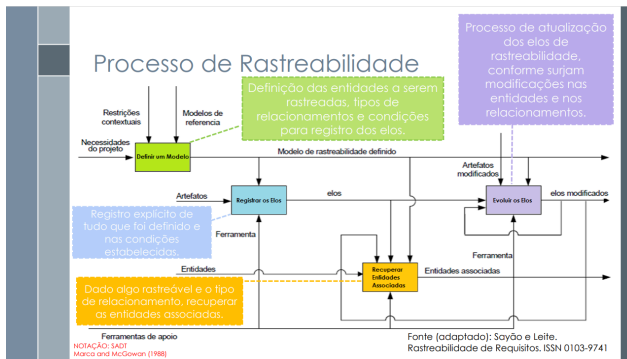 Processo de Rastreabilidade
Processo de atualização
dos elos de
rastreabilidade,
conforme surjam
modificações nas
entidades e nos
relacionamentos.
Definição das entidades a serem
rastreadas, tipos de
relacionamentos e condições
para registro dos elos.
Restrições
contextuais
Modelos de
referencia
Necessidades
do projeto
Definir um Modelo
Modelo de rastreabilidade definido
Artefatos
modificados
Artefatos
Registrar os Elos
elos
Evoluir os Elos
elos modificados
Registro explícito de
tudo que foi definido e
nas condições
estabelecidas.
Ferramenta
Ferramenta
Entidades
Recuperar
Entidades
Associadas
Entidades associadas
Dado algo rastreável e o tipo
de relacionamento, recuperar
as entidades associadas.
Ferramentas de apoio
NOTAÇÃO: SADT
Marca and McGowan (1988)
Fonte (adaptado): Sayão e Leite.
Rastreabilidade de Requisitos. ISSN 0103-9741